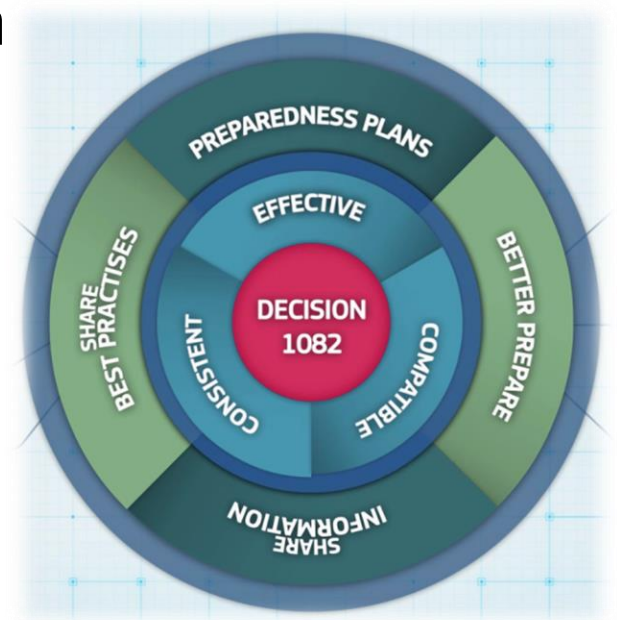 PREPAREDNESS PLANS
BETTER PREPARE
SHARE
INFORMATION
SHARE
BEST PRACTISES
EFFECTIVE
COMPATIBLE
CONSISTENT
DECISION
1082